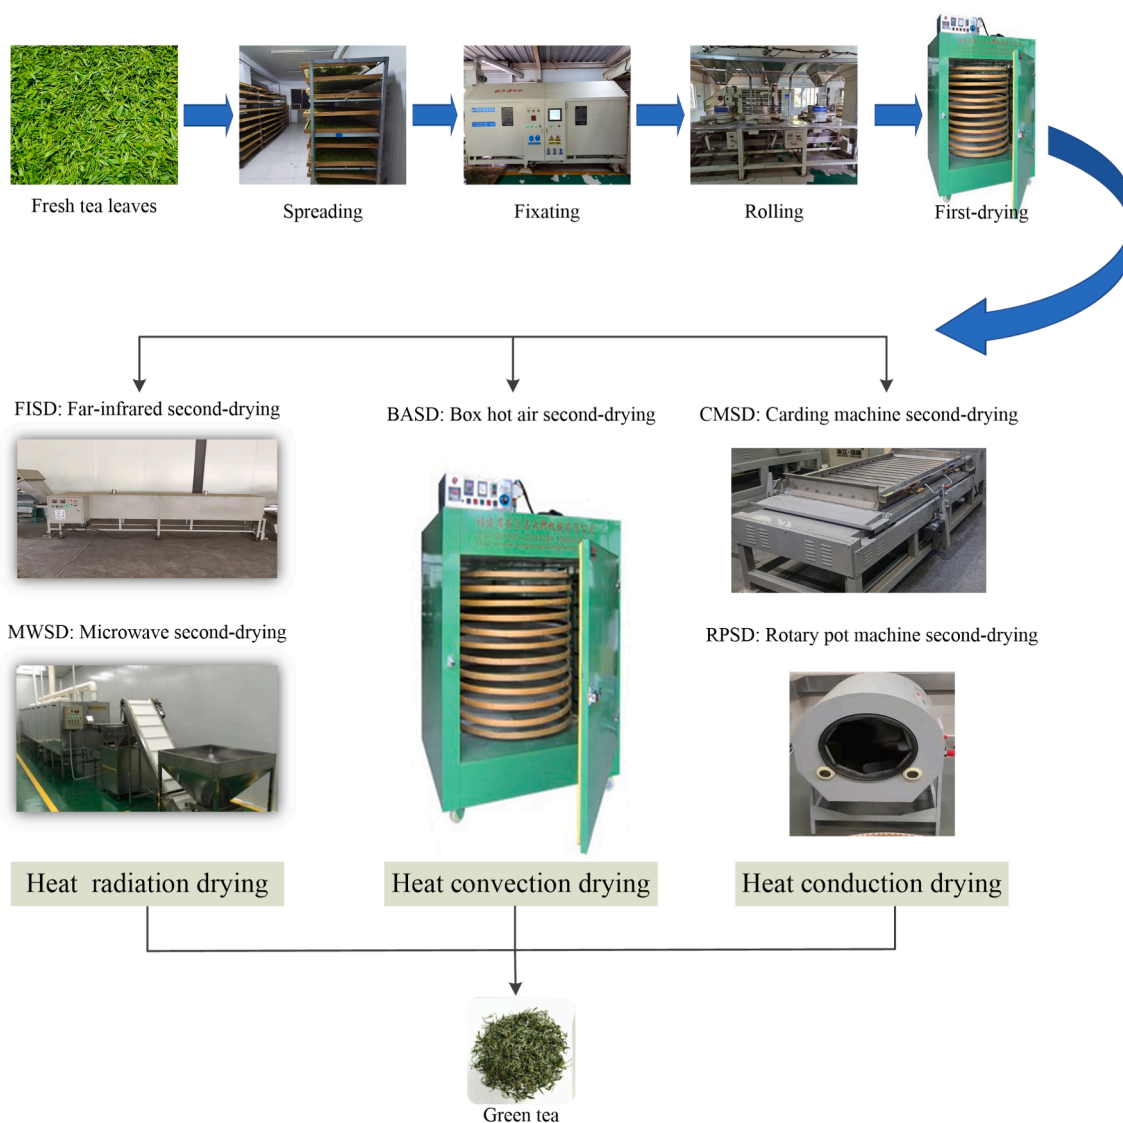 Fresh tea leaves
Spreading
Fixating
Rolling
First-drying
FISD: Far-infrared second-drying
BASD: Box hot air second-drying
CMSD: Carding machine second-drying
MWSD: Microwave second-drying
RPSD: Rotary pot machine second-drying
Heat radiation drying
Heat convection drying
Heat conduction drying
Green tea